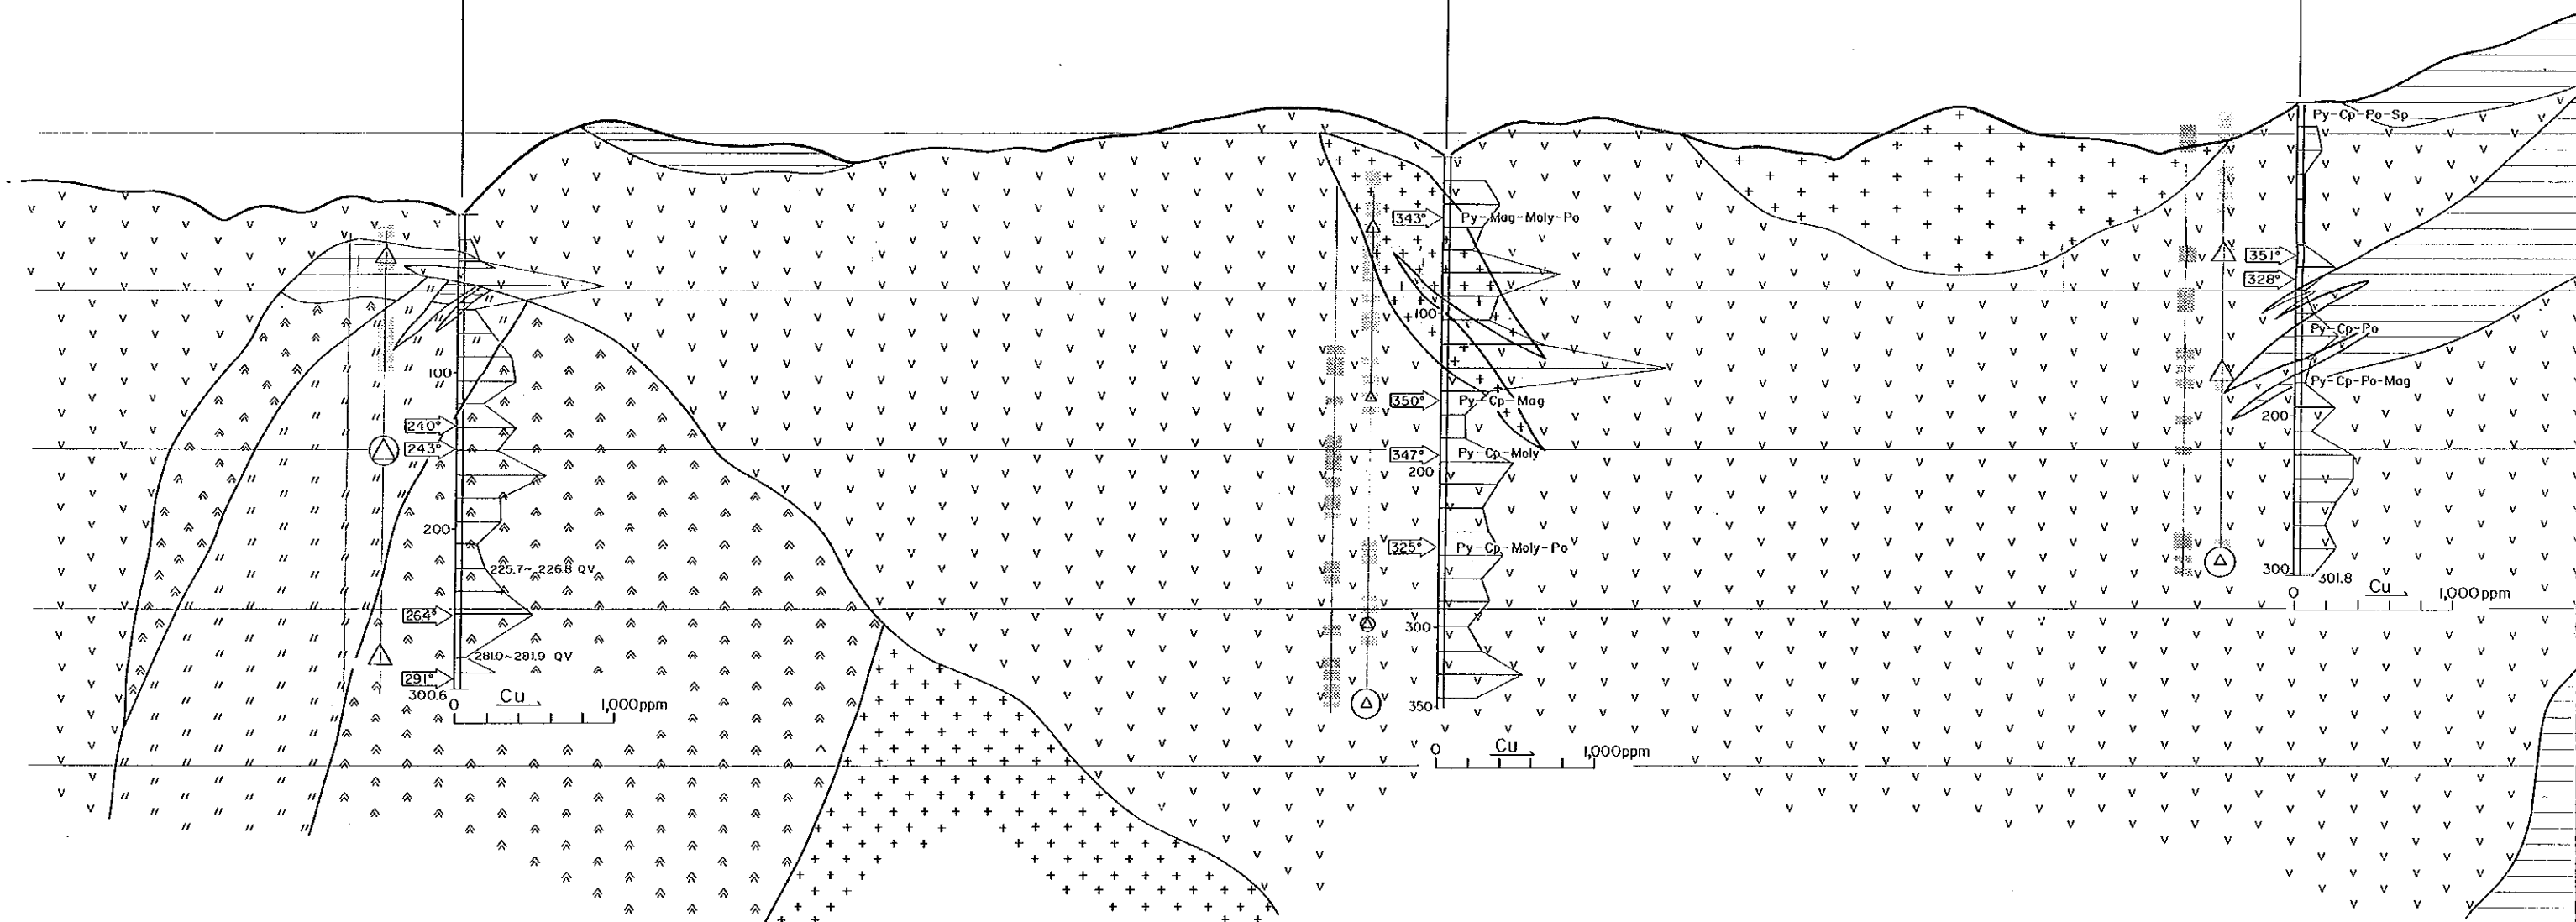 Py-Cp-Po-Sp
343°
Py-Mag-Moly-Po
351°
328°
100
Py-Cp-Po
100
Py-Cp-Po-Mag
350°
Py-Cp-Mag
200
240°
243°
347°
Py-Cp-Moly
200
200
325°
Py-Cp-Moly-Po
225.7~226.8 QV
300
301.8
0
Cu
1,000ppm
264°
300
281.0~281.9 QV
291°
300.6
0
Cu
1,000ppm
350
0
Cu
1,000ppm